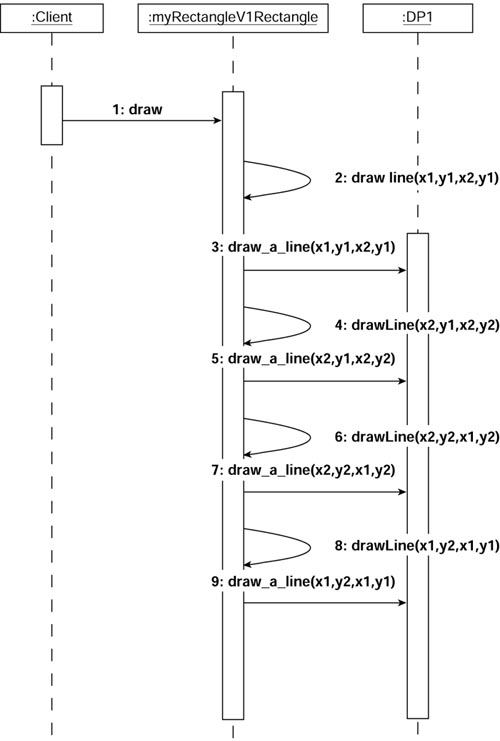 :Client
:myRectangleV1Rectangle
:DP1
1: draw
2: draw line(x1,y1,x2,y1)
3: draw_a_line(x1,y1,x2,y1)
4: drawLine(x2,y1,x2,y2)
5: draw_a_line(x2,y1,x2,y2)
6: drawLine(x2,y2,x1,y2)
7: draw_a_line(x2,y2,x1,y2)
8: drawLine(x1,y2,x1,y1)
9: draw_a_line(x1,y2,x1,y1)